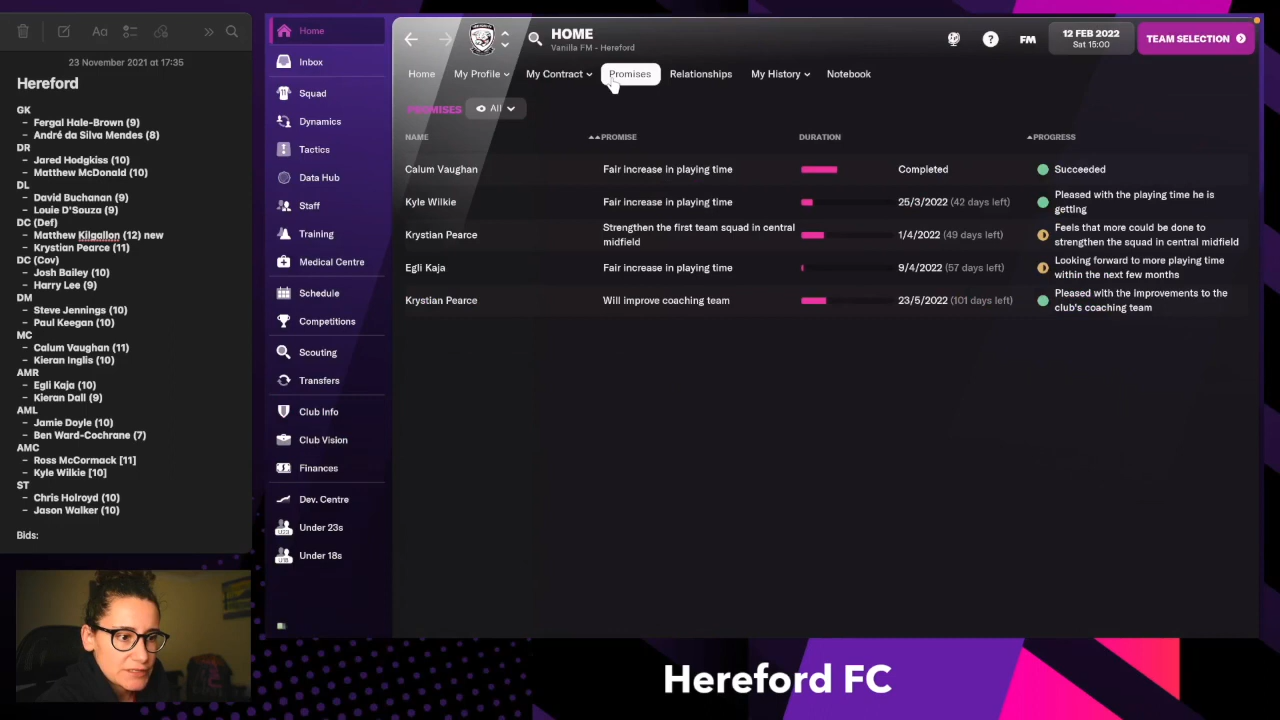 23 November 2021 at 17:35
Hereford
GK
– Fergal Hale-Brown (9)
– André da Silva Mendes (8)
DR
– Jared Hodgkiss (10)
– Matthew McDonald (10)
DL
– David Buchanan (9)
– Louie D'Souza (9)
DC (Def)
– Matthew Kilgallon (12) new
– Krystian Pearce (11)
DC (Cov)
– Josh Bailey (10)
– Harry Lee (9)
DM
– Steve Jennings (10)
– Paul Keegan (10)
MC
– Calum Vaughan (11)
– Kieran Inglis (10)
AMR
– Egli Kaja (10)
– Kieran Dall (9)
AML
– Jamie Doyle (10)
– Ben Ward-Cochrane (7)
AMC
– Ross McCormack [11]
– Kyle Wilkie [10]
ST
– Chris Holroyd (10)
– Jason Walker (10)
Bids:
Home
Inbox
Squad
Dynamics
Tactics
Data Hub
Staff
Training
Medical Centre
Schedule
Competitions
Scouting
Transfers
Club Info
Club Vision
Finances
Dev. Centre
U23 Under 23s
U18 Under 18s
HOME
Vanilla FM - Hereford
FM
12 FEB 2022
Sat 15:00
TEAM SELECTION
Home My Profile My Contract Promises Relationships My History Notebook
PROMISES All
NAME PROMISE DURATION PROGRESS
Calum Vaughan Fair increase in playing time Completed Succeeded
Kyle Wilkie Fair increase in playing time 25/3/2022 (42 days left) Pleased with the playing time he is
getting
Krystian Pearce Strengthen the first team squad in central
midfield 1/4/2022 (49 days left) Feels that more could be done to
strengthen the squad in central midfield
Egli Kaja Fair increase in playing time 9/4/2022 (57 days left) Looking forward to more playing time
within the next few months
Krystian Pearce Will improve coaching team 23/5/2022 (101 days left) Pleased with the improvements to the
club's coaching team
Hereford FC